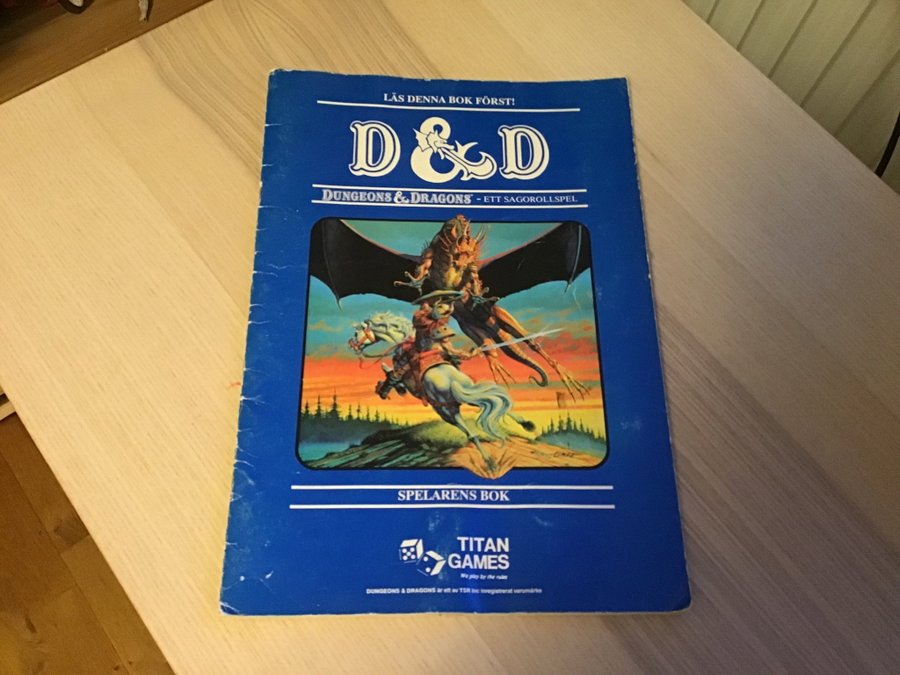 LÄS DENNA BOK FÖRST!
D&D
DUNGEONS & DRAGONS® - ETT SAGOROLLSPEL
SPELARENS BOK
TITAN
GAMES
We play by the rules
DUNGEONS & DRAGONS är ett av TSR Inc inregistrerat varumärke